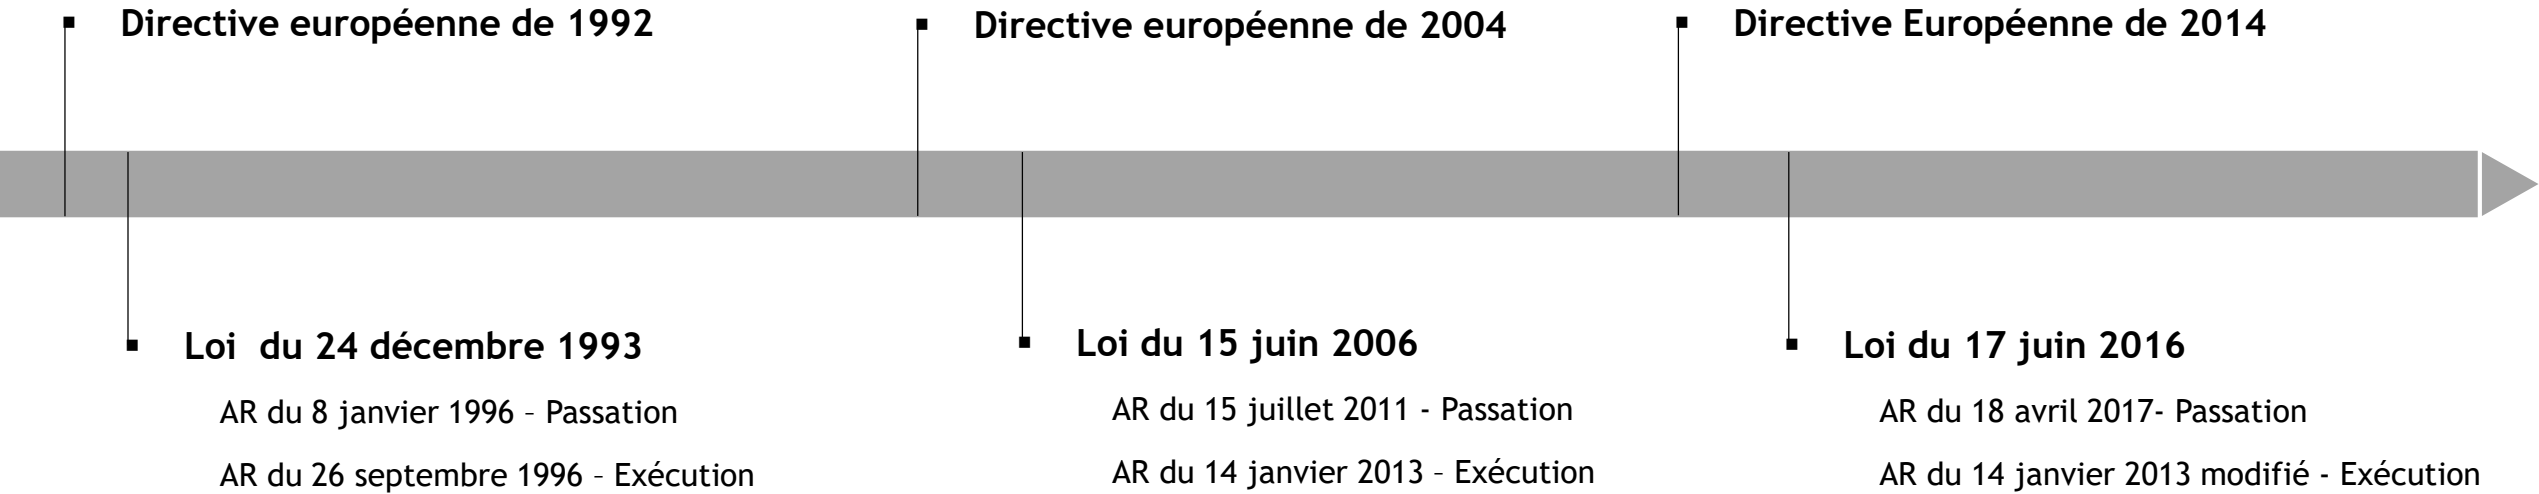 ▪ Directive européenne de 1992
▪ Directive européenne de 2004
▪ Directive Européenne de 2014
▪ Loi  du 24 décembre 1993
AR du 8 janvier 1996 – Passation
AR du 26 septembre 1996 – Exécution
▪ Loi du 15 juin 2006
AR du 15 juillet 2011 - Passation
AR du 14 janvier 2013 – Exécution
▪ Loi du 17 juin 2016
AR du 18 avril 2017- Passation
AR du 14 janvier 2013 modifié - Exécution